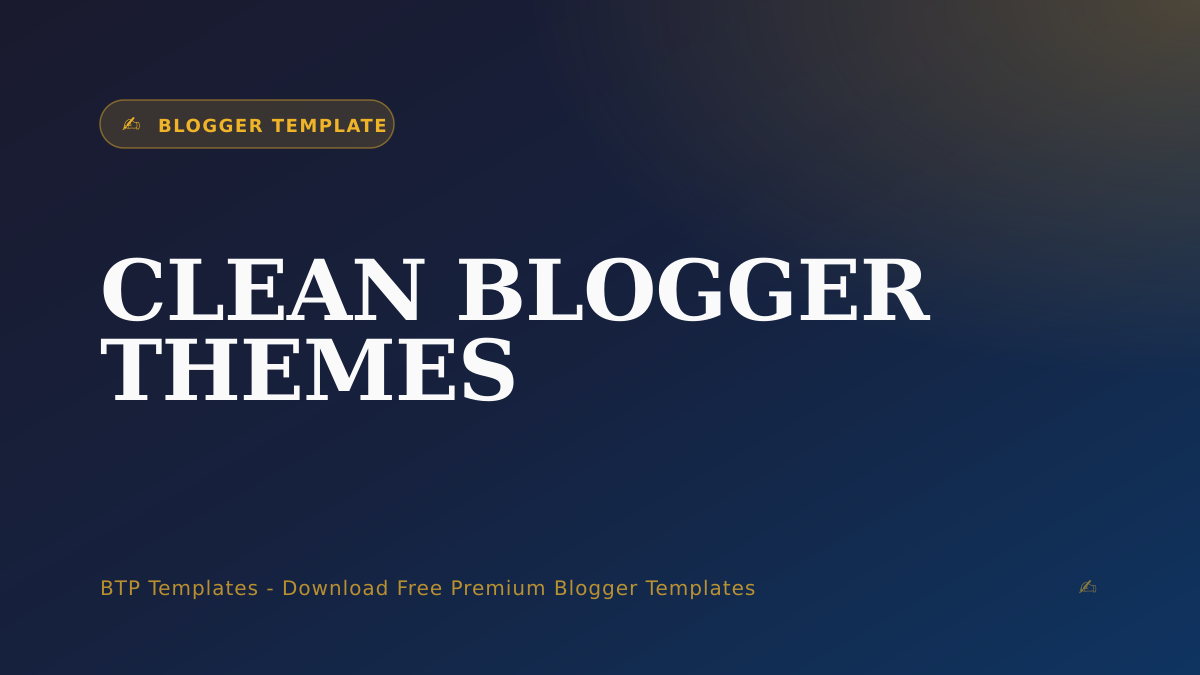 ✍ BLOGGER TEMPLATE
CLEAN BLOGGER
THEMES
BTP Templates - Download Free Premium Blogger Templates ✍